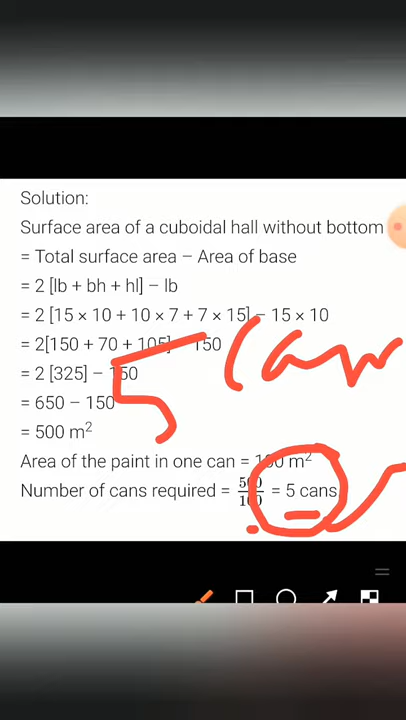 Solution:
Surface area of a cuboidal hall without bottom
= Total surface area – Area of base
= 2 [lb + bh + hl] – lb
= 2 [15 × 10 + 10 × 7 + 7 × 15] – 15 × 10
= 2[150 + 70 + 105] – 150
= 2 [325] – 150
= 650 – 150
= 500 m²
Area of the paint in one can = 100 m²
Number of cans required = 500/100 = 5 cans
5 Cans